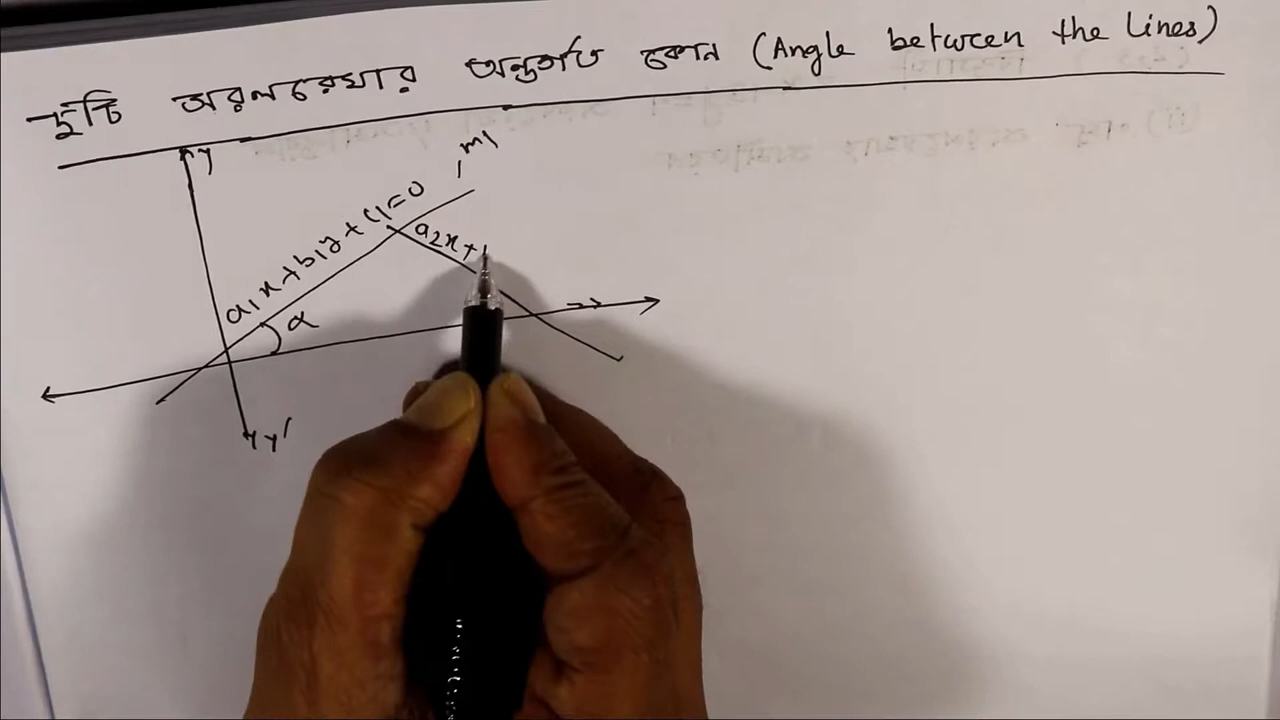 দুটি সরলরেখার অন্তর্গত কোন (Angle between the Lines)
y
, m1
a1x + b1y + c1 = 0
a2x +
α
y'